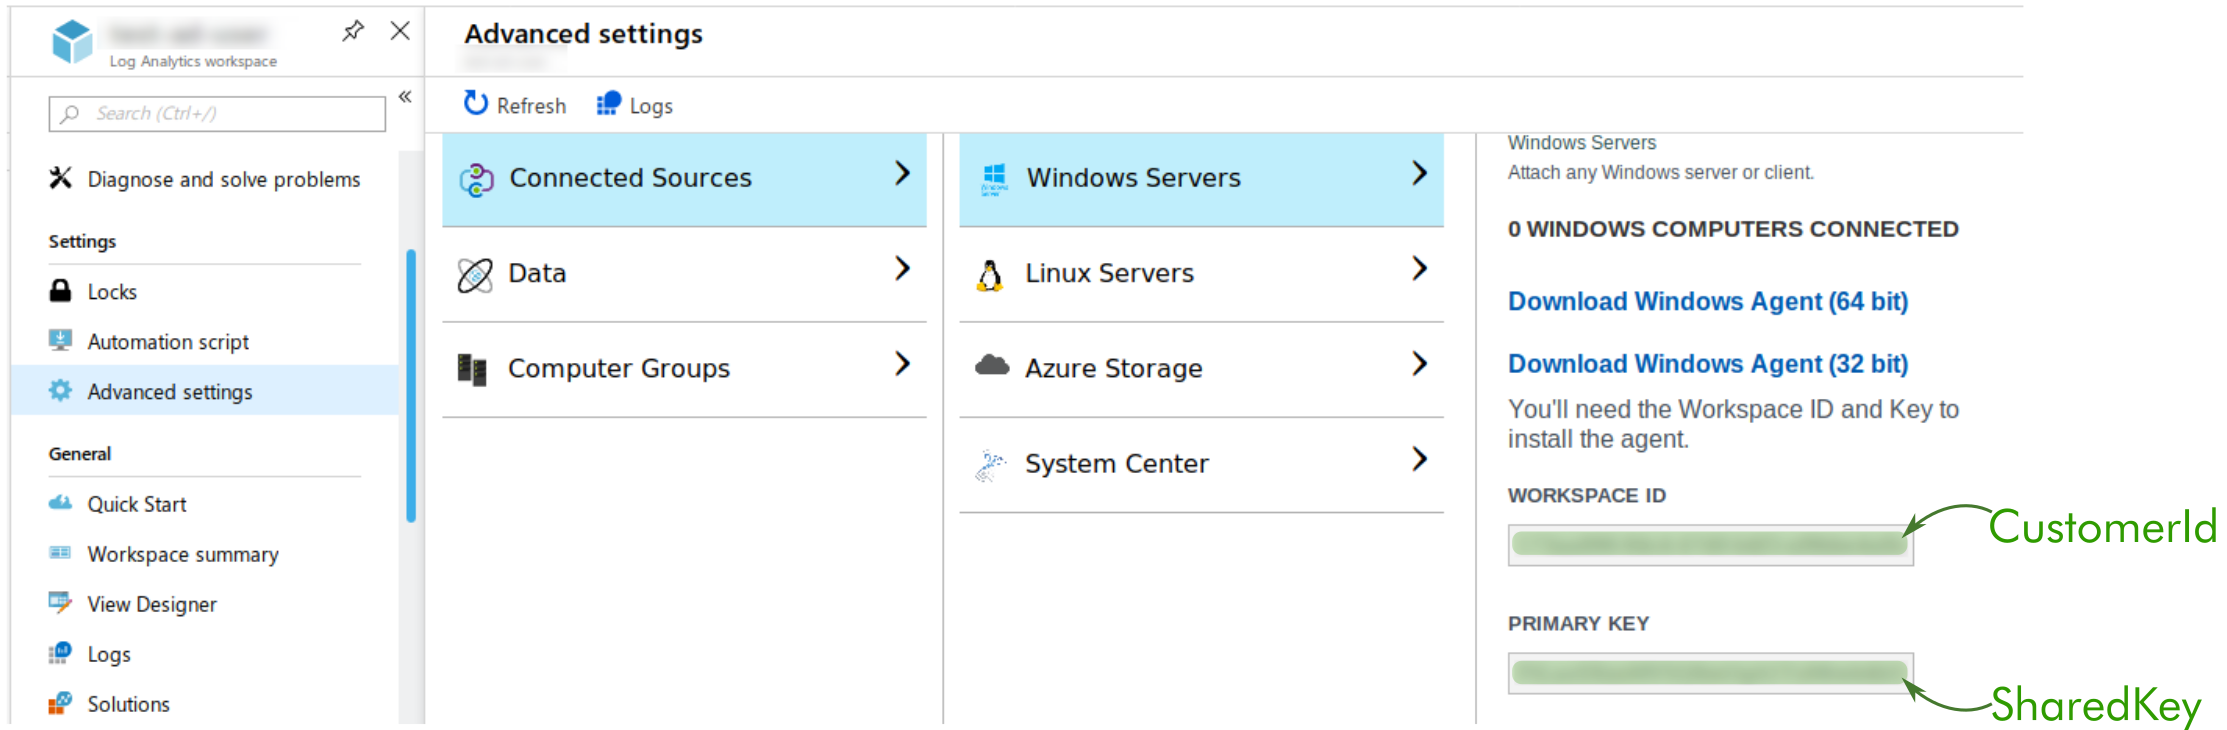 Log Analytics workspace
Search (Ctrl+/)
Diagnose and solve problems
Settings
Locks
Automation script
Advanced settings
General
Quick Start
Workspace summary
View Designer
Logs
Solutions
Advanced settings
Refresh
Logs
Connected Sources
Data
Computer Groups
Windows Servers
Linux Servers
Azure Storage
System Center
Windows Servers
Attach any Windows server or client.
0 WINDOWS COMPUTERS CONNECTED
Download Windows Agent (64 bit)
Download Windows Agent (32 bit)
You'll need the Workspace ID and Key to
install the agent.
WORKSPACE ID
CustomerId
PRIMARY KEY
SharedKey